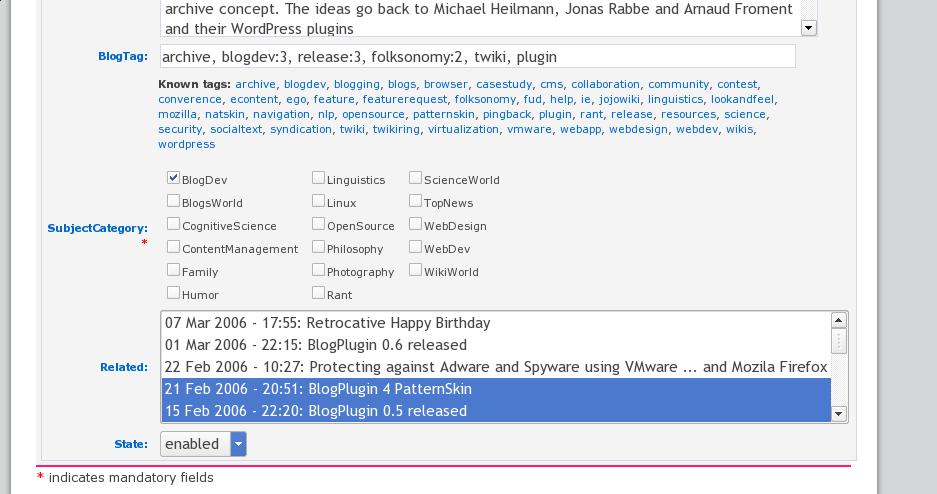 archive concept. The ideas go back to Michael Heilmann, Jonas Rabbe and Arnaud Froment
and their WordPress plugins
BlogTag: archive, blogdev:3, release:3, folksonomy:2, twiki, plugin
Known tags: archive, blogdev, blogging, blogs, browser, casestudy, cms, collaboration, community, contest,
converence, econtent, ego, feature, featurerequest, folksonomy, fud, help, ie, jojowiki, linguistics, lookandfeel,
mozilla, natskin, navigation, nlp, opensource, patternskin, pingback, plugin, rant, release, resources, science,
security, socialtext, syndication, twiki, twikiring, virtualization, vmware, webapp, webdesign, webdev, wikis,
wordpress
BlogDev Linguistics ScienceWorld
BlogsWorld Linux TopNews
SubjectCategory: *
CognitiveScience OpenSource WebDesign
ContentManagement Philosophy WebDev
Family Photography WikiWorld
Humor Rant
Related:
07 Mar 2006 - 17:55: Retrocative Happy Birthday
01 Mar 2006 - 22:15: BlogPlugin 0.6 released
22 Feb 2006 - 10:27: Protecting against Adware and Spyware using VMware ... and Mozila Firefox
21 Feb 2006 - 20:51: BlogPlugin 4 PatternSkin
15 Feb 2006 - 22:20: BlogPlugin 0.5 released
State: enabled
* indicates mandatory fields